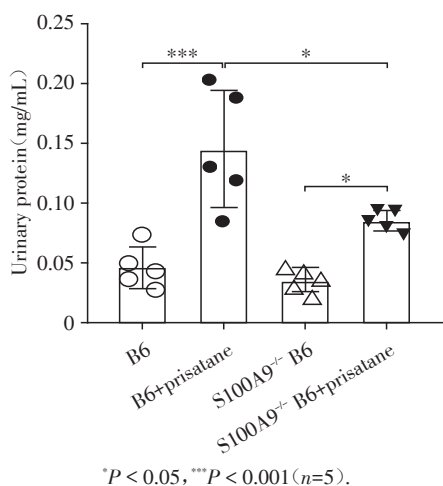 ***
*
*
Urinary protein(mg/mL)
0.25
0.20
0.15
0.10
0.05
0
B6
B6+prisatane
S100A9⁻/⁻ B6
S100A9⁻/⁻ B6+prisatane
*P < 0.05, ***P < 0.001(n=5).